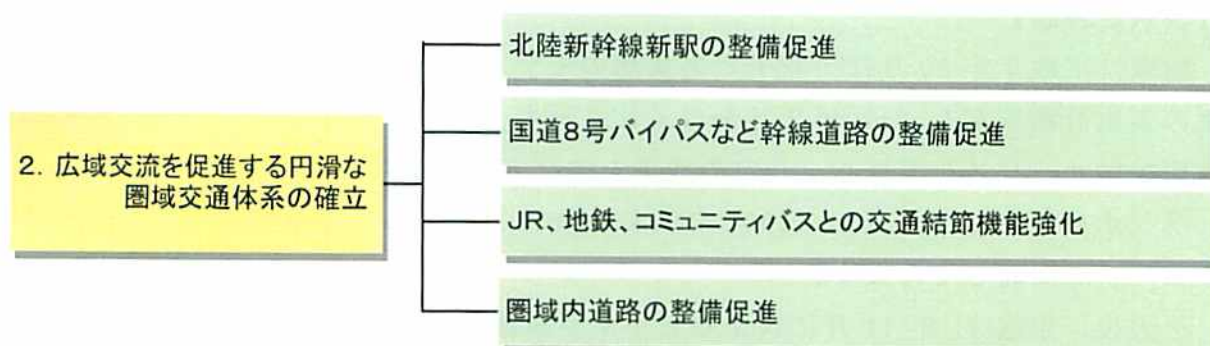 2. 広域交流を促進する円滑な
圏域交通体系の確立
北陸新幹線新駅の整備促進
国道8号バイパスなど幹線道路の整備促進
JR、地鉄、コミュニティバスとの交通結節機能強化
圏域内道路の整備促進